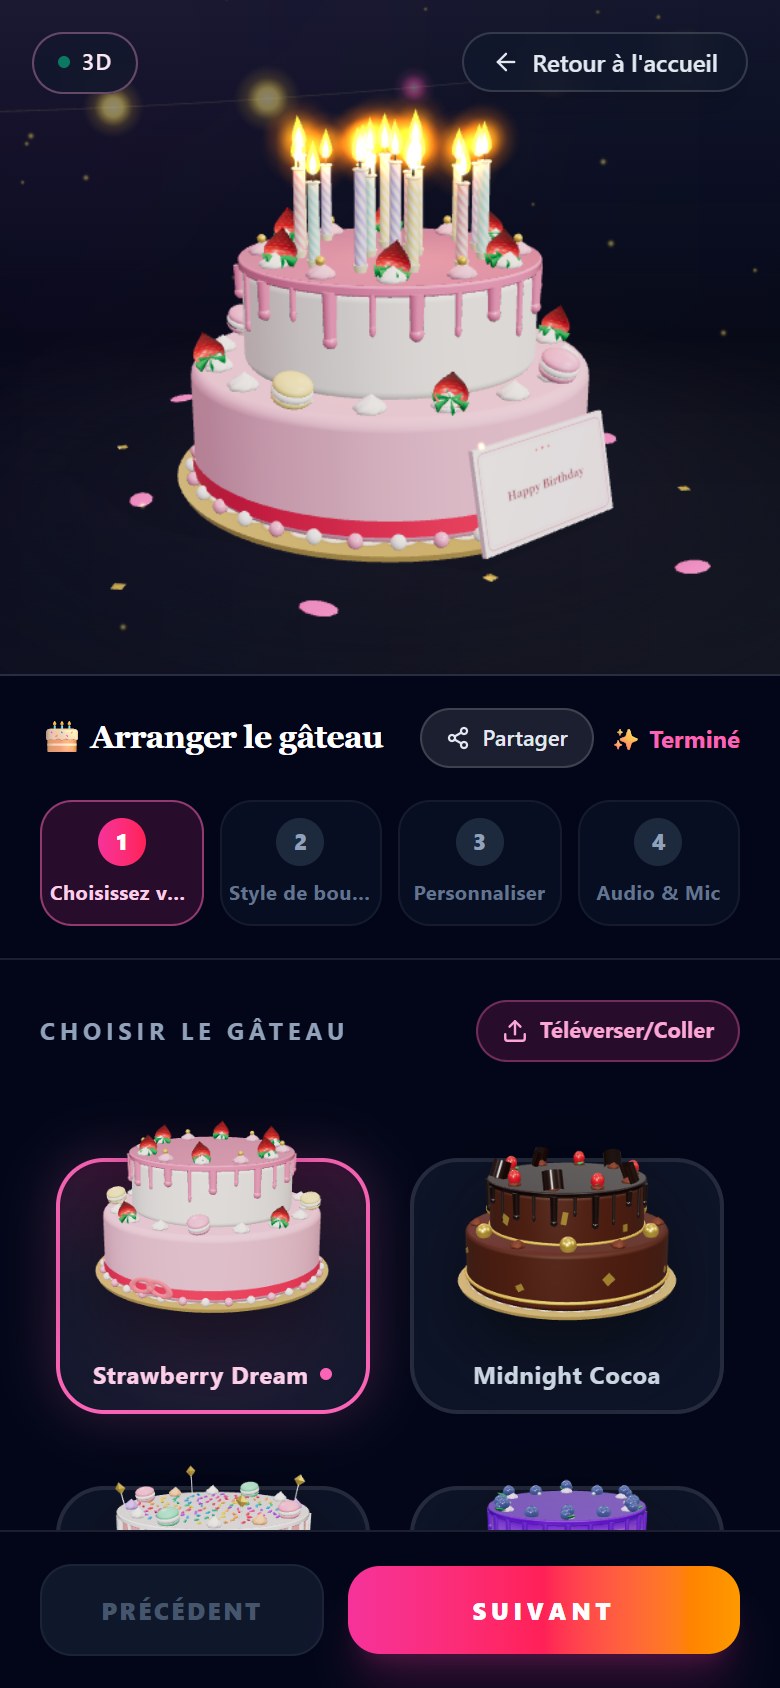 3D
Retour à l'accueil
Happy Birthday
Arranger le gâteau
Partager
Terminé
1
2
3
4
Choisissez v...
Style de bou...
Personnaliser
Audio & Mic
CHOISIR LE GÂTEAU
Téléverser/Coller
Strawberry Dream
Midnight Cocoa
PRÉCÉDENT
SUIVANT